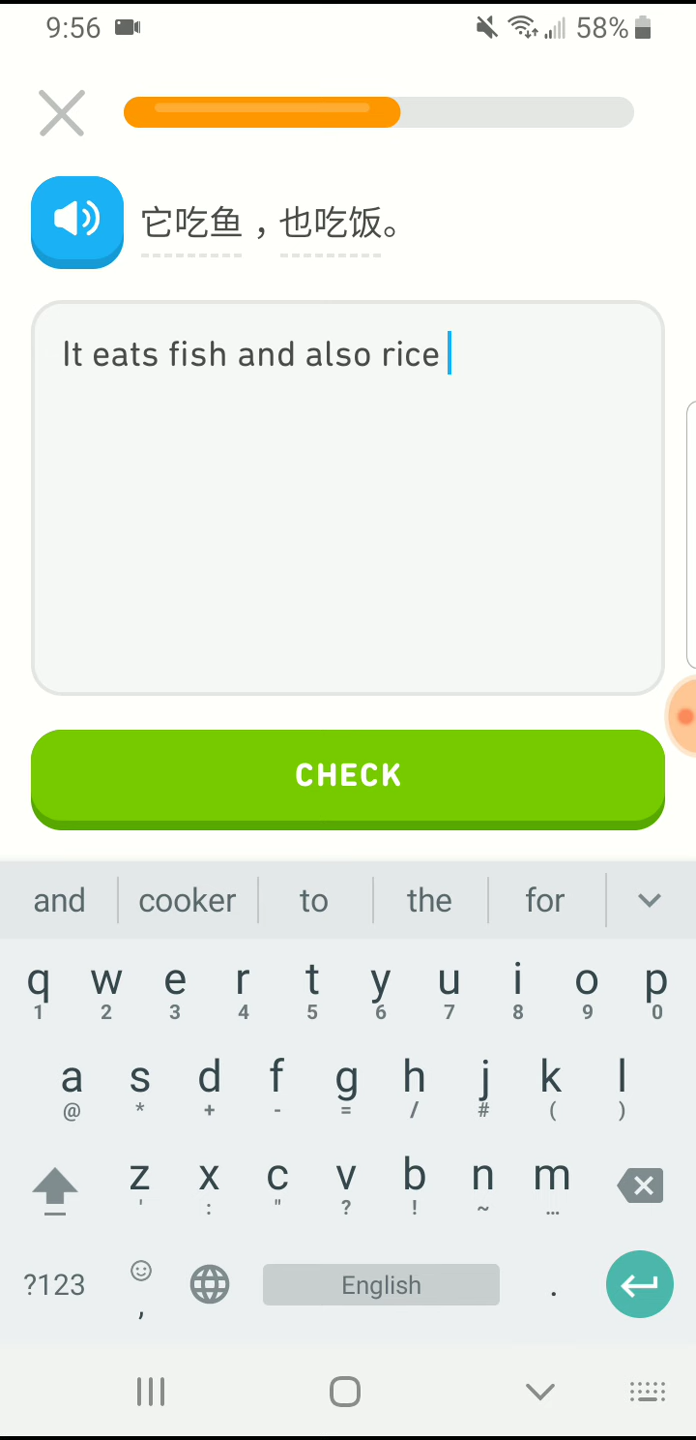 9:56 58%
它吃鱼，也吃饭。
It eats fish and also rice
CHECK
and cooker to the for
q w e r t y u i o p
1 2 3 4 5 6 7 8 9 0
a s d f g h j k l
@ * + - = / # ( )
z x c v b n m
' : " ? ! ~ …
?123 , English .